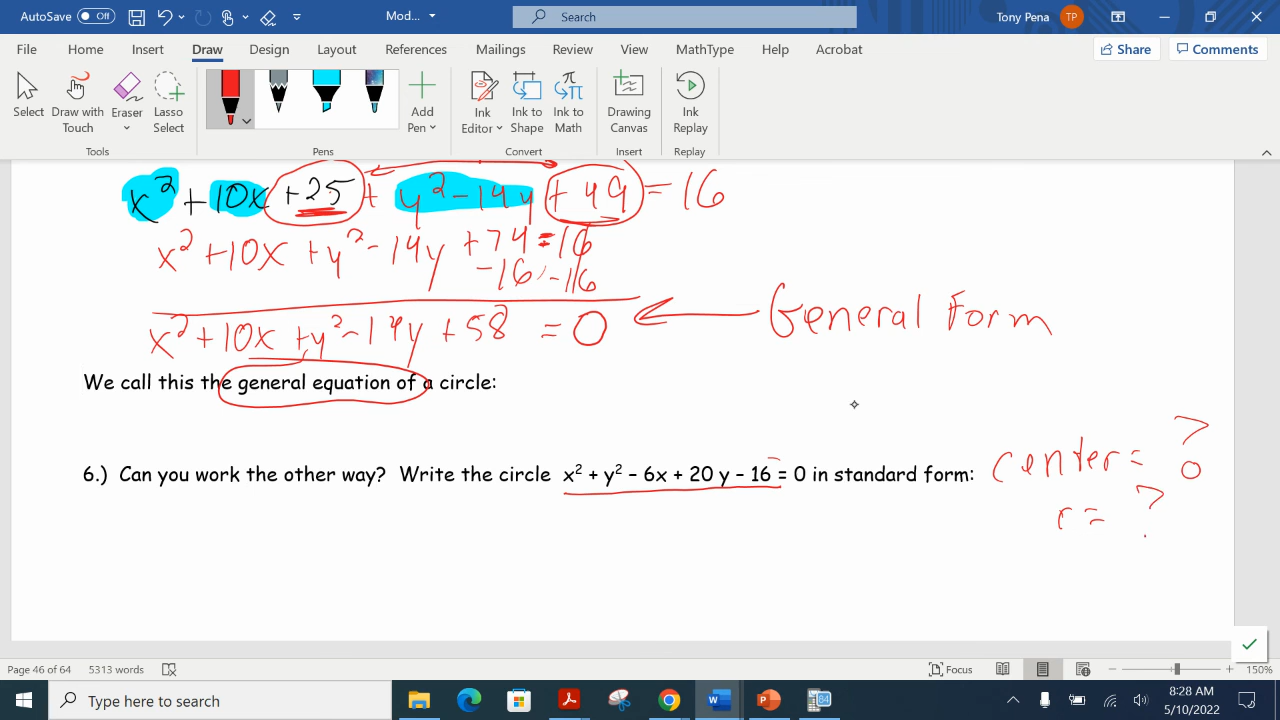 AutoSave Off Mod... Search Tony Pena TP
File Home Insert Draw Design Layout References Mailings Review View MathType Help Acrobat Share Comments
Select Draw with Touch Eraser Lasso Select Add Pen Ink Editor Ink to Shape Ink to Math Drawing Canvas Ink Replay
Tools Pens Convert Insert Replay
x² + 10x + 25 + y² - 14y + 49 = 16
x² + 10x + y² - 14y + 74 = 16
-16 -16
x² + 10x + y² - 14y + 58 = 0 General Form
We call this the general equation of a circle:
6.) Can you work the other way? Write the circle x² + y² – 6x + 20 y – 16 = 0 in standard form: center = ?
r = ?
Page 46 of 64 5313 words Focus 150%
Type here to search 8:28 AM
5/10/2022